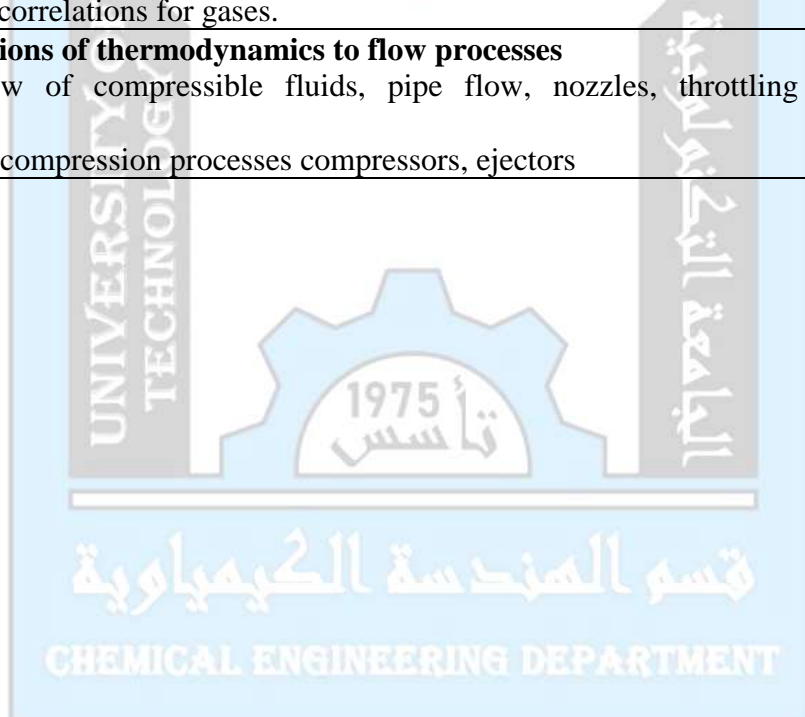 correlations for gases.
ions of thermodynamics to flow processes
w of compressible fluids, pipe flow, nozzles, throttling
compression processes compressors, ejectors
UNIVERSITY OF
TECHNOLOGY
الجامعة التكنولوجية
1975 تأسس
قسم الهندسة الكيمياوية
CHEMICAL ENGINEERING DEPARTMENT